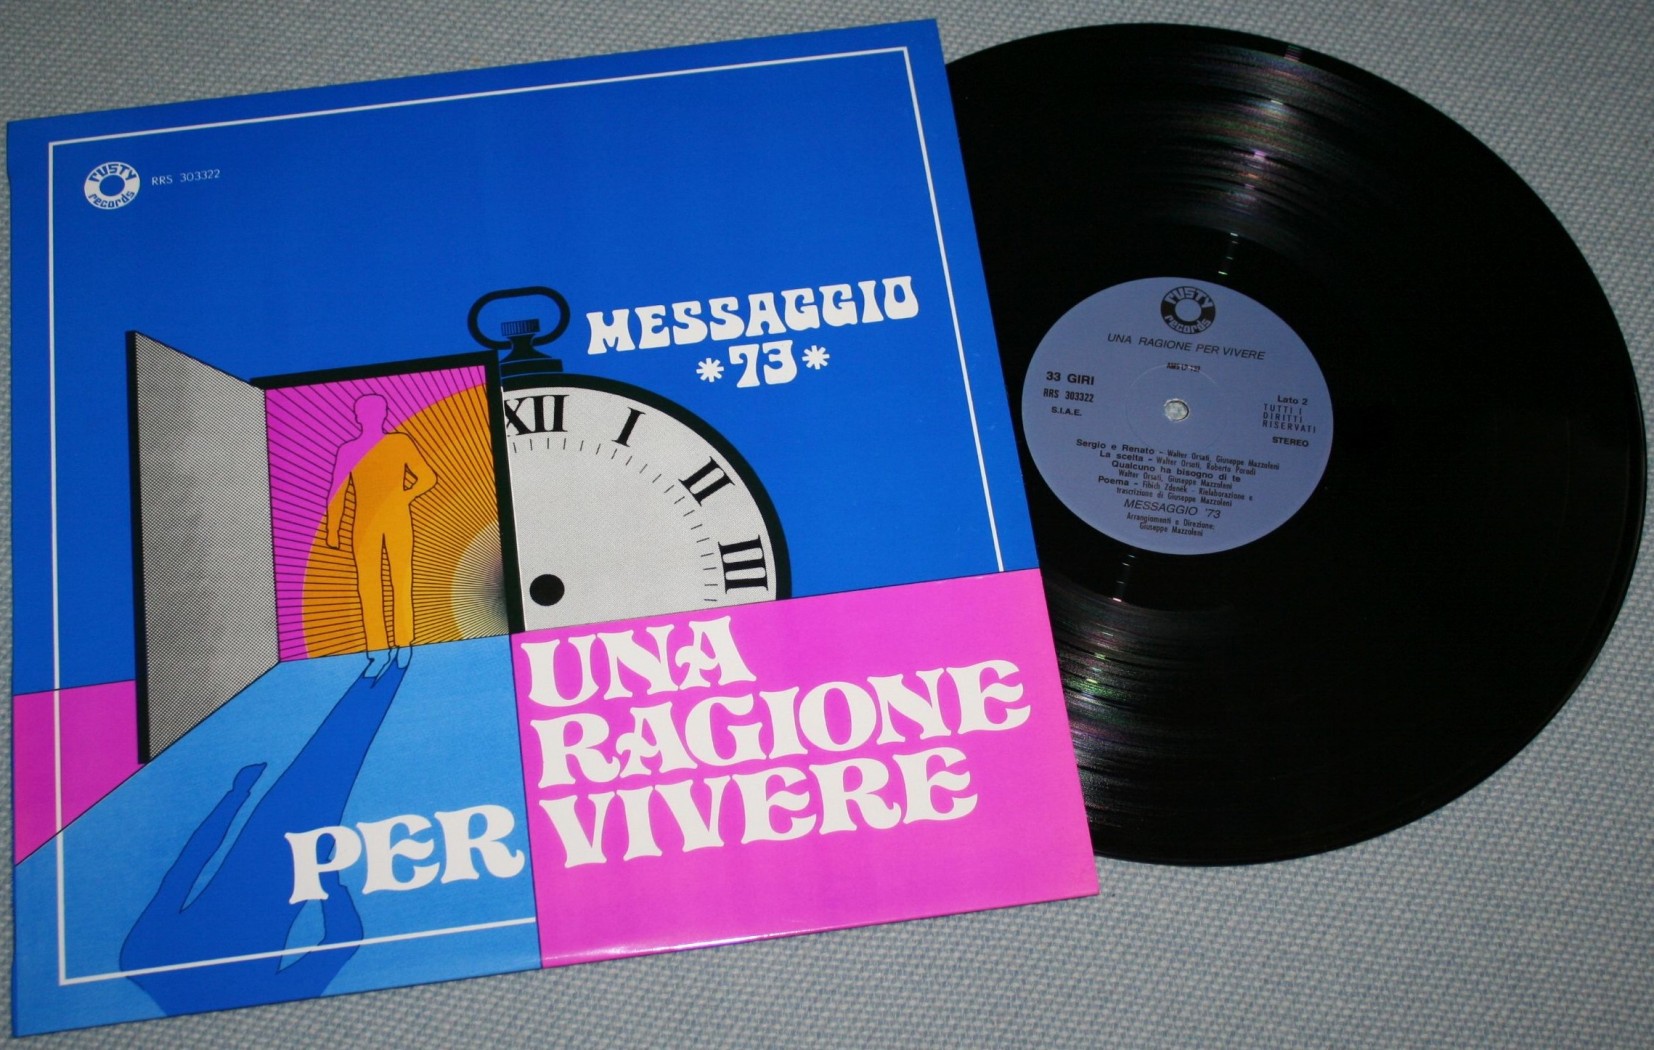 rusty
records
RRS 303322
MESSAGGIO
*73*
XII I II III
UNA
RAGIONE
PER VIVERE
rusty
records
UNA RAGIONE PER VIVERE
33 GIRI
RRS 303322
S.I.A.E.
Lato 2
TUTTI I
DIRITTI
RISERVATI
STEREO
Sergio e Renato - Walter Orsati, Giuseppe Mazzoleni
La scelta - Walter Orsati, Roberto Parodi
Qualcuno ha bisogno di te
Walter Orsati, Giuseppe Mazzoleni
Poema - Fibich Zdenék - Rielaborazione e
trascrizione di Giuseppe Mazzoleni
MESSAGGIO '73
Arrangiamenti e Direzione:
Giuseppe Mazzoleni